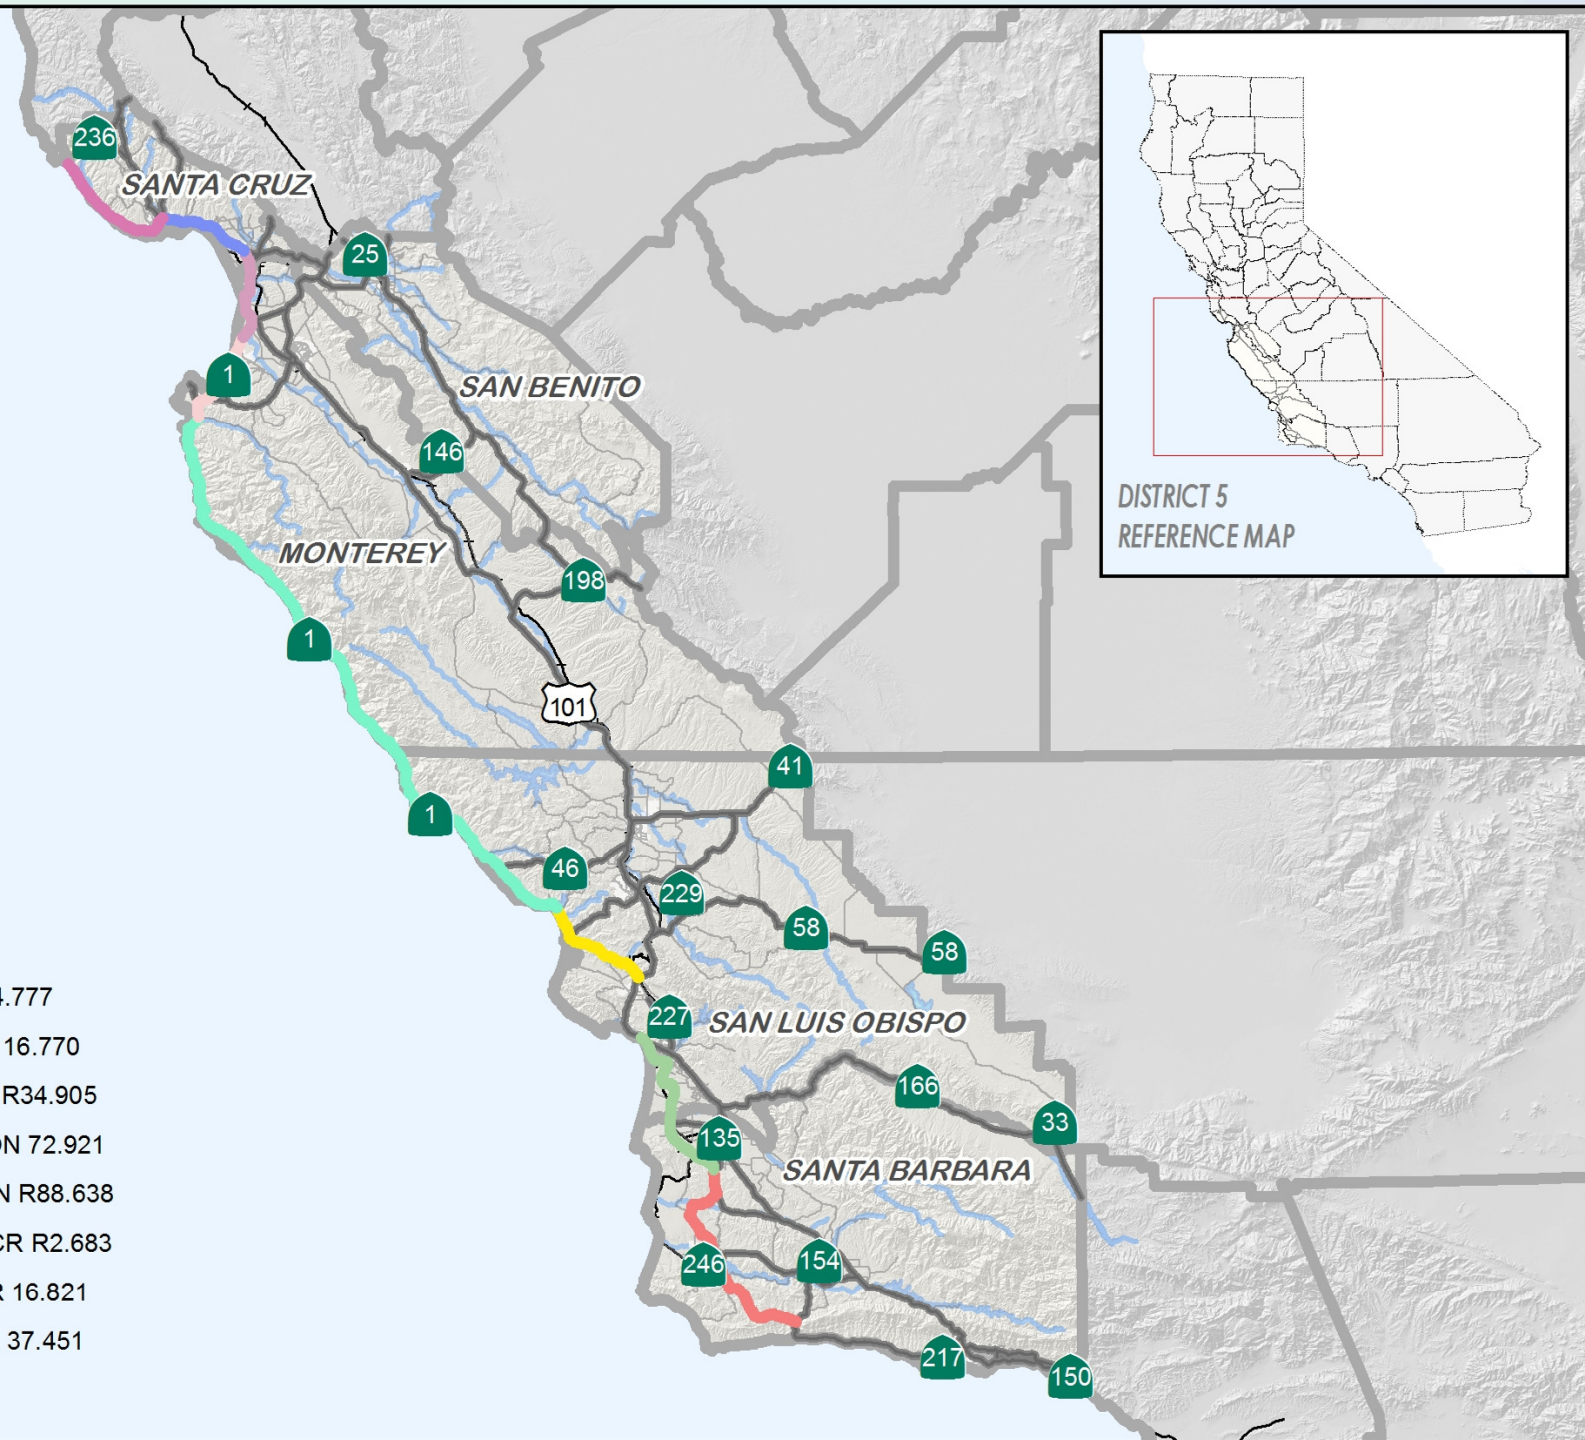 236
SANTA CRUZ
25
1
SAN BENITO
146
DISTRICT 5
REFERENCE MAP
MONTEREY
198
1
101
41
1
46
229
58
58
.777
16.770
R34.905
72.921
R88.638
R2.683
16.821
37.451
227
SAN LUIS OBISPO
166
33
135
SANTA BARBARA
246
154
217
150